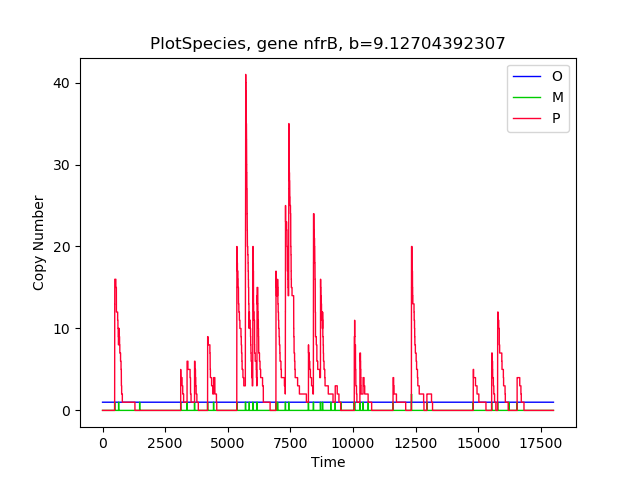 PlotSpecies, gene nfrB, b=9.12704392307
O
M
P
40
30
20
10
0
Copy Number
0 2500 5000 7500 10000 12500 15000 17500
Time